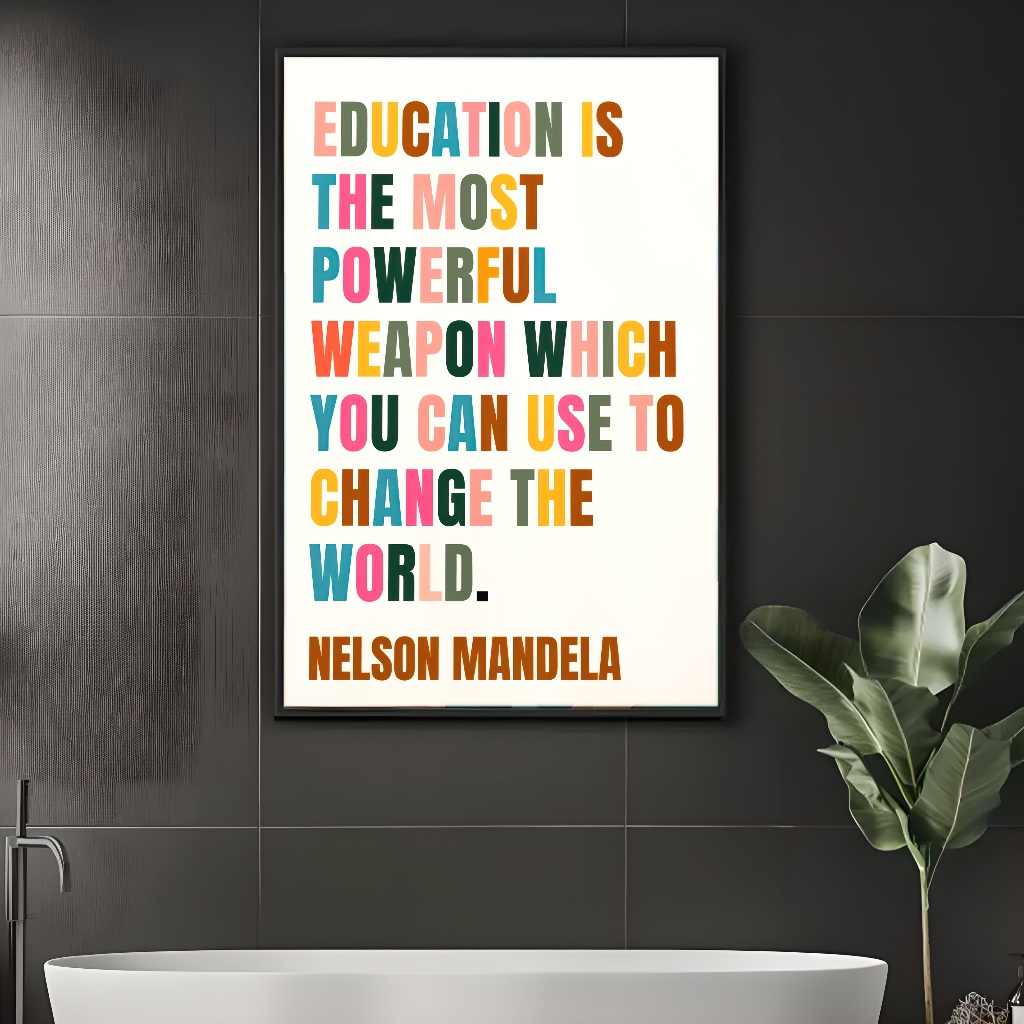 EDUCATION IS
THE MOST
POWERFUL
WEAPON WHICH
YOU CAN USE TO
CHANGE THE
WORLD.
NELSON MANDELA